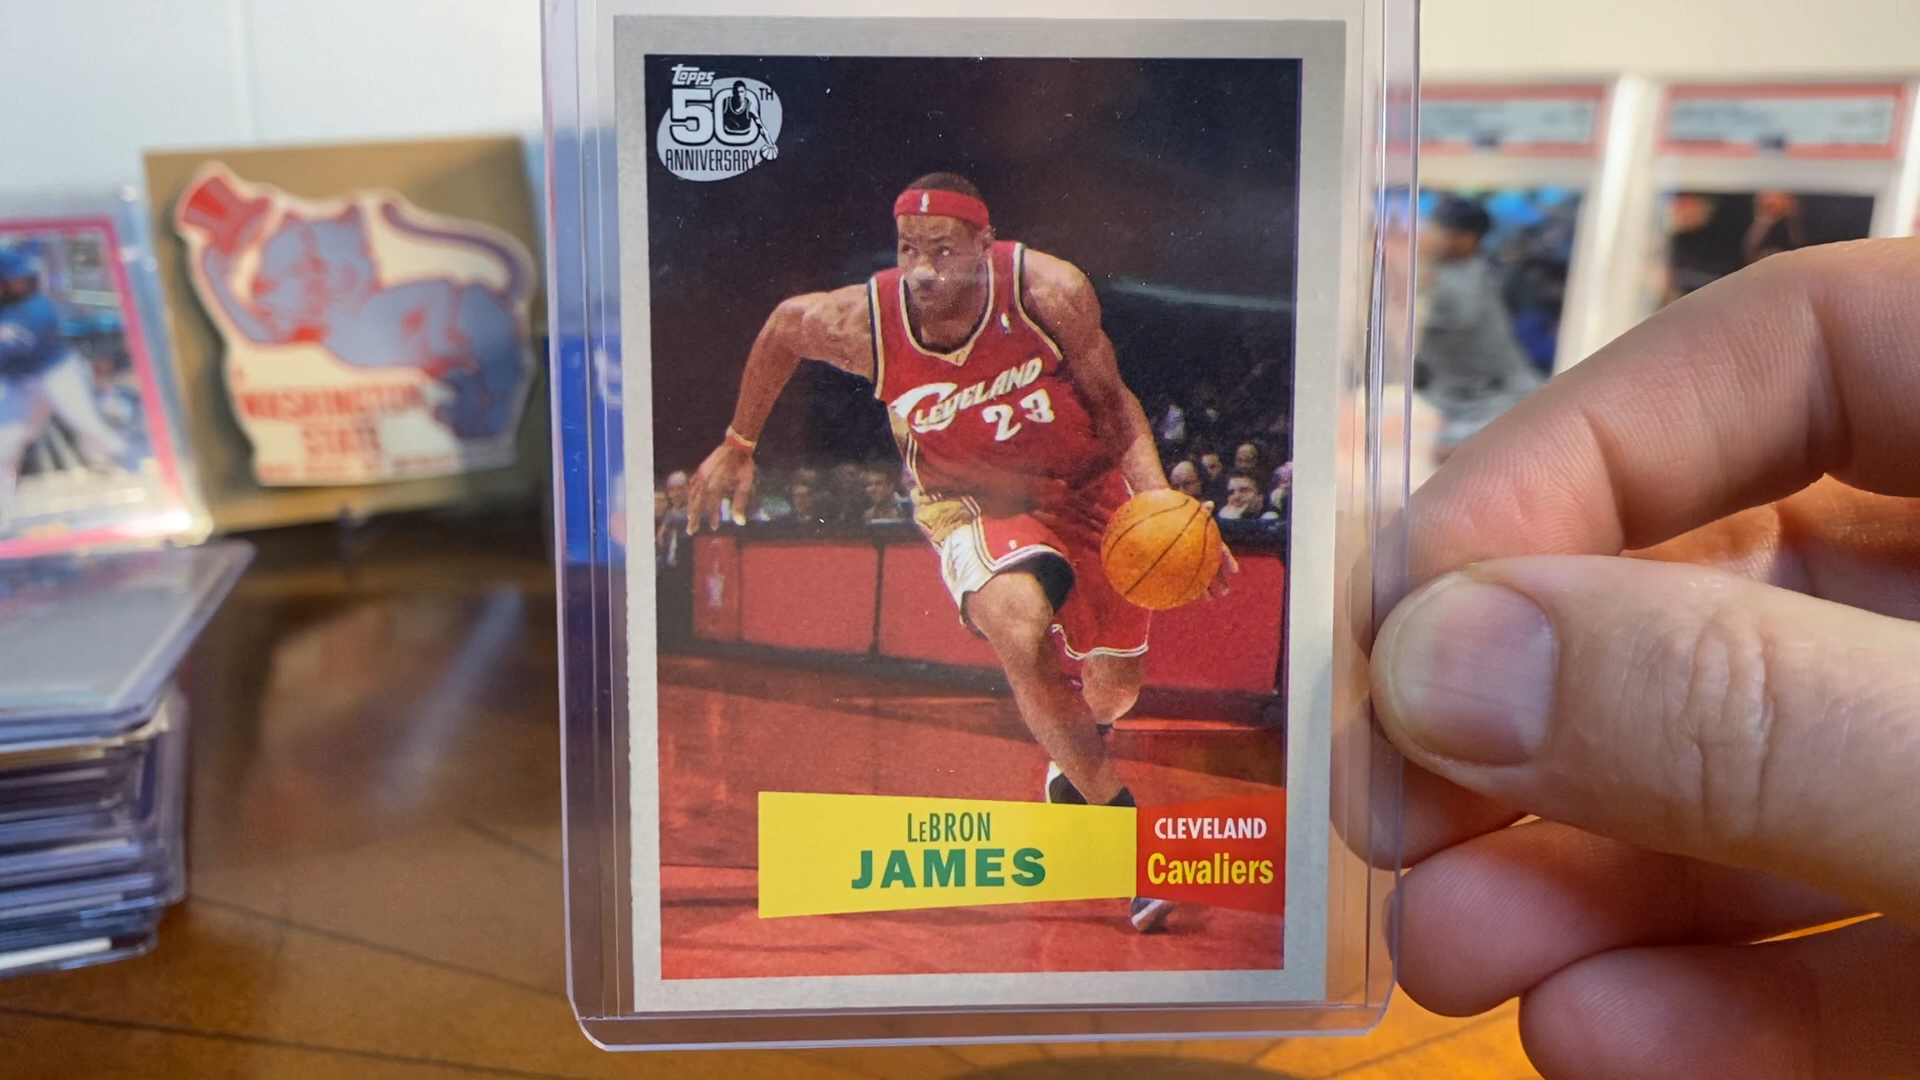 Topps
50TH
ANNIVERSARY
CLEVELAND
23
LeBRON
JAMES
CLEVELAND
Cavaliers
WASHINGTON
STATE